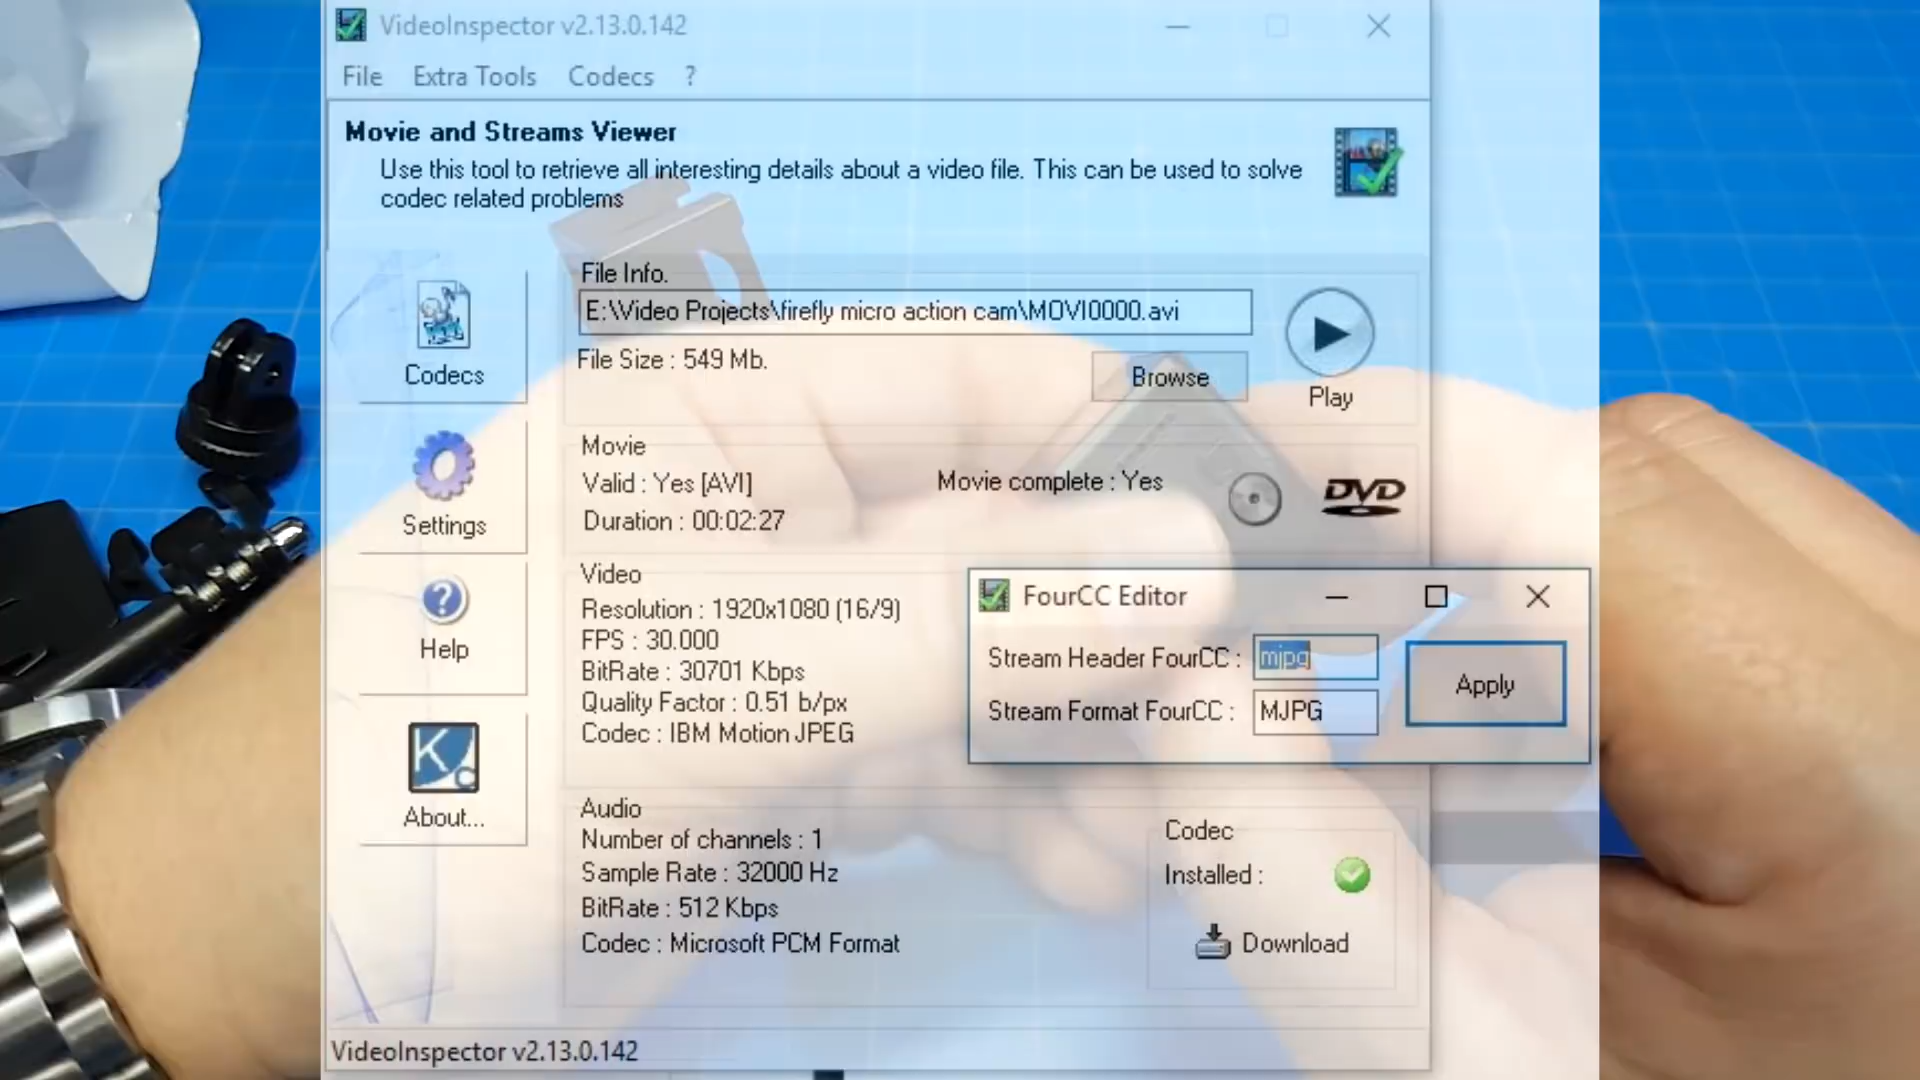 VideoInspector v2.13.0.142
File Extra Tools Codecs ?
Movie and Streams Viewer
Use this tool to retrieve all interesting details about a video file. This can be used to solve
codec related problems
Codecs
Settings
Help
Kc
About...
File Info.
E:\Video Projects\firefly micro action cam\MOVI0000.avi
File Size : 549 Mb.
Browse
Play
Movie
Valid : Yes [AVI]
Movie complete : Yes
Duration : 00:02:27
DVD
Video
Resolution : 1920x1080 (16/9)
FPS : 30.000
BitRate : 30701 Kbps
Quality Factor : 0.51 b/px
Codec : IBM Motion JPEG
FourCC Editor
Stream Header FourCC : mjpg
Stream Format FourCC : MJPG
Apply
Audio
Number of channels : 1
Sample Rate : 32000 Hz
BitRate : 512 Kbps
Codec : Microsoft PCM Format
Codec
Installed :
Download
VideoInspector v2.13.0.142